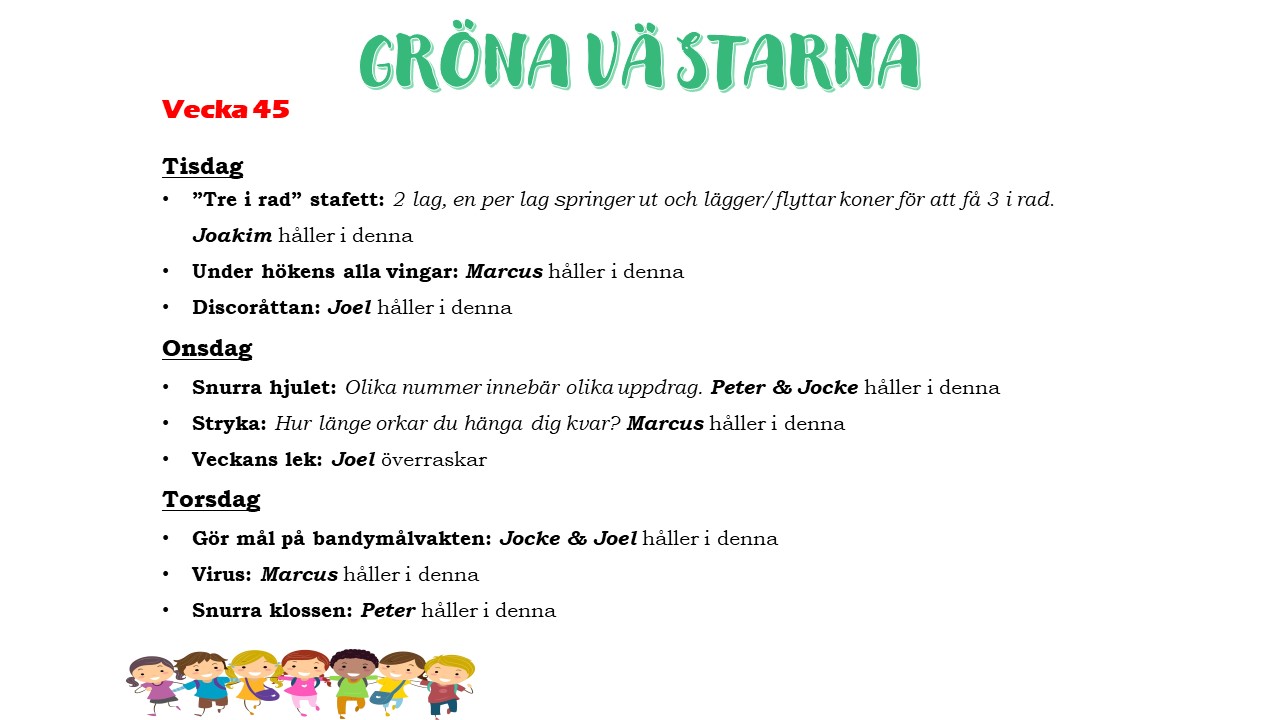 GRÖNA VÄSTARNA
Vecka 45
Tisdag
• ”Tre i rad” stafett: 2 lag, en per lag springer ut och lägger/flyttar koner för att få 3 i rad.
Joakim håller i denna
• Under hökens alla vingar: Marcus håller i denna
• Discoråttan: Joel håller i denna
Onsdag
• Snurra hjulet: Olika nummer innebär olika uppdrag. Peter & Jocke håller i denna
• Stryka: Hur länge orkar du hänga dig kvar? Marcus håller i denna
• Veckans lek: Joel överraskar
Torsdag
• Gör mål på bandymålvakten: Jocke & Joel håller i denna
• Virus: Marcus håller i denna
• Snurra klossen: Peter håller i denna